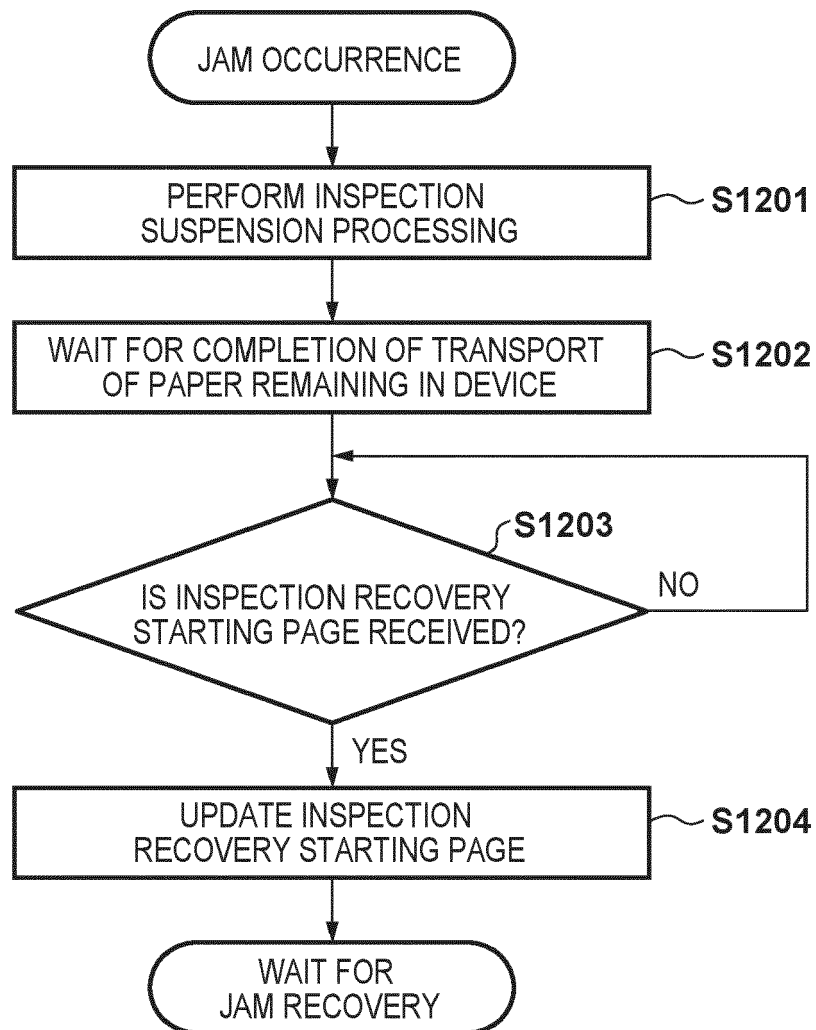 JAM OCCURRENCE
PERFORM INSPECTION
SUSPENSION PROCESSING
S1201
WAIT FOR COMPLETION OF TRANSPORT
OF PAPER REMAINING IN DEVICE
S1202
S1203
IS INSPECTION RECOVERY
STARTING PAGE RECEIVED?
NO
YES
UPDATE INSPECTION
RECOVERY STARTING PAGE
S1204
WAIT FOR
JAM RECOVERY